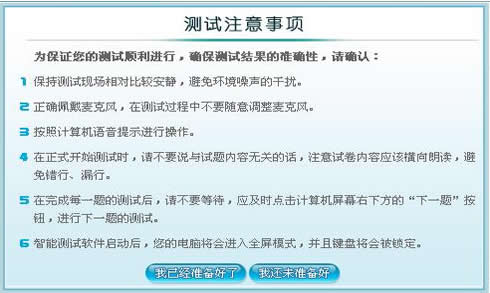 测试注意事项
为保证您的测试顺利进行，确保测试结果的准确性，请确认：
1 保持测试现场相对比较安静，避免环境噪声的干扰。
2 正确佩戴麦克风，在测试过程中不要随意调整麦克风。
3 按照计算机语音提示进行操作。
4 在正式开始测试时，请不要说与试题内容无关的话，注意试卷内容应该横向朗读，避
免错行、漏行。
5 在完成每一题的测试后，请不要等待，应及时点击计算机屏幕右下方的“下一题”按
钮，进行下一题的测试。
6 智能测试软件启动后，您的电脑将会进入全屏模式，并且键盘将会被锁定。
我已经准备好了 我还未准备好